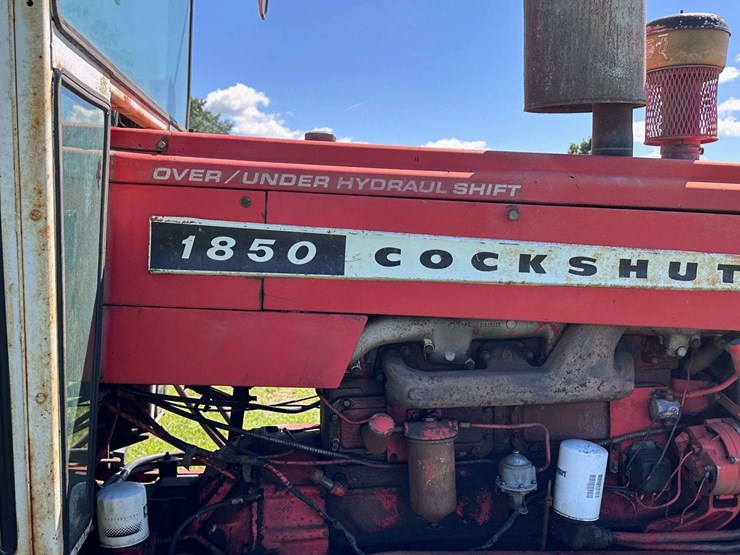 OVER/UNDER HYDRAUL SHIFT
1850 COCKSHUT